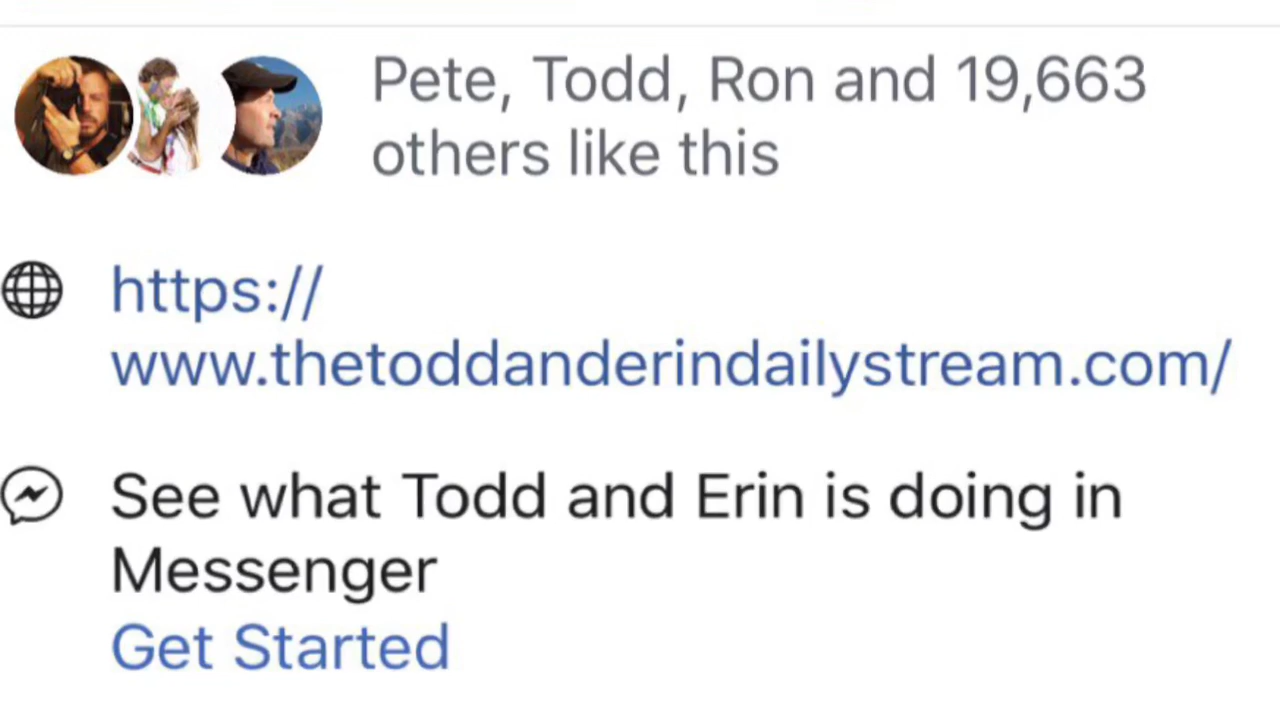 Pete, Todd, Ron and 19,663
others like this
https://
www.thetoddanderindailystream.com/
See what Todd and Erin is doing in
Messenger
Get Started